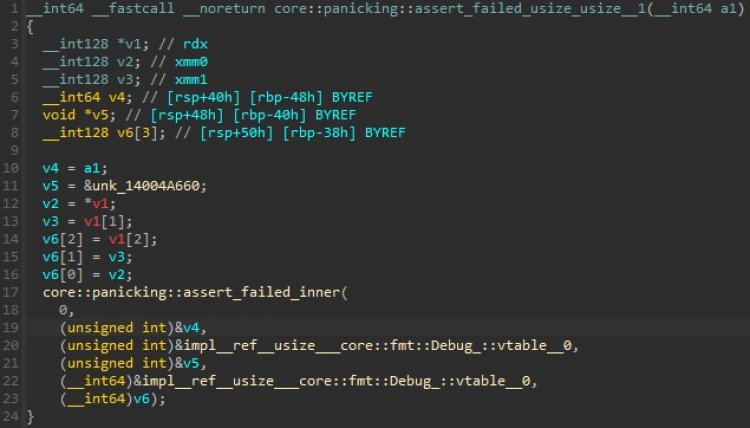 1 __int64 __fastcall __noreturn core::panicking::assert_failed_usize_usize__1(__int64 a1)
2 {
3   __int128 *v1; // rdx
4   __int128 v2; // xmm0
5   __int128 v3; // xmm1
6   __int64 v4; // [rsp+40h] [rbp-48h] BYREF
7   void *v5; // [rsp+48h] [rbp-40h] BYREF
8   __int128 v6[3]; // [rsp+50h] [rbp-38h] BYREF
9
10   v4 = a1;
11   v5 = &unk_14004A660;
12   v2 = *v1;
13   v3 = v1[1];
14   v6[2] = v1[2];
15   v6[1] = v3;
16   v6[0] = v2;
17   core::panicking::assert_failed_inner(
18     0,
19     (unsigned int)&v4,
20     (unsigned int)&impl__ref__usize___core::fmt::Debug_::vtable__0,
21     (unsigned int)&v5,
22     (__int64)&impl__ref__usize___core::fmt::Debug_::vtable__0,
23     (__int64)v6);
24 }